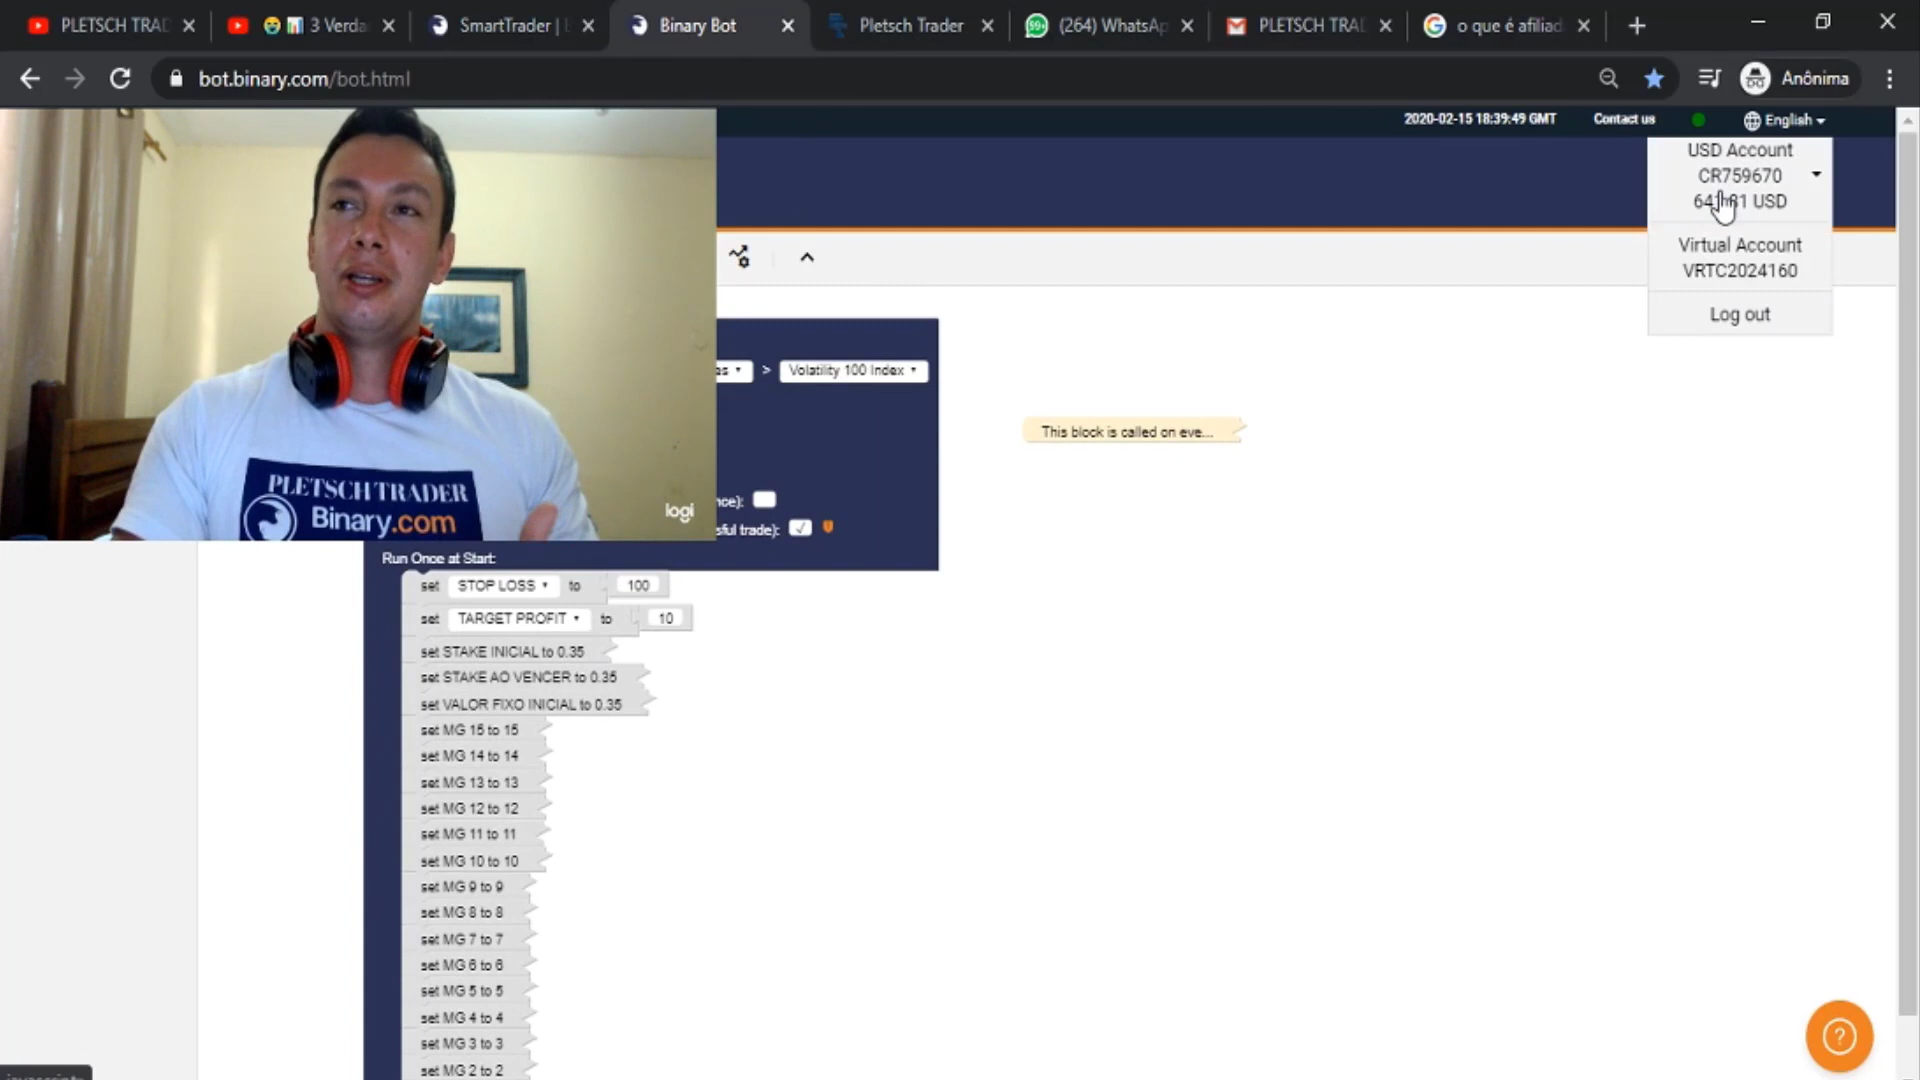 PLETSCH TRAD
3 Verda
SmartTrader |
Binary Bot
Pletsch Trader
(264) WhatsAp
PLETSCH TRAD
o que é afiliad
bot.binary.com/bot.html
Anônima
2020-02-15 18:39:49 GMT
Contact us
English
USD Account
CR759670
USD
Virtual Account
VRTC2024160
Log out
> Volatility 100 Index
This block is called on eve...
PLETSCH TRADER
Binary.com
logi
nce):
sful trade):
Run Once at Start:
set STOP LOSS to 100
set TARGET PROFIT to 10
set STAKE INICIAL to 0.35
set STAKE AO VENCER to 0.35
set VALOR FIXO INICIAL to 0.35
set MG 15 to 15
set MG 14 to 14
set MG 13 to 13
set MG 12 to 12
set MG 11 to 11
set MG 10 to 10
set MG 9 to 9
set MG 8 to 8
set MG 7 to 7
set MG 6 to 6
set MG 5 to 5
set MG 4 to 4
set MG 3 to 3
set MG 2 to 2